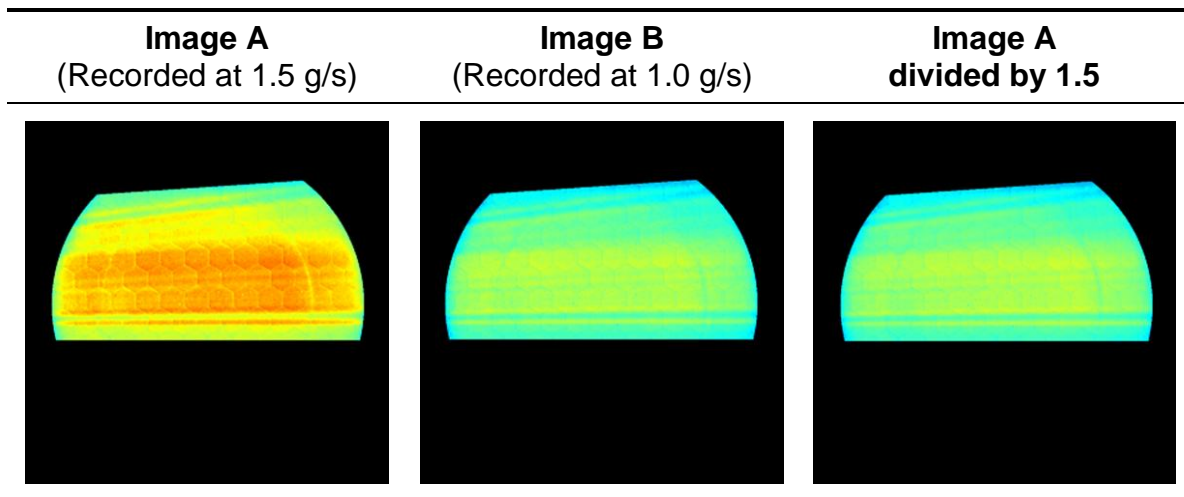 Image A
(Recorded at 1.5 g/s)
Image B
(Recorded at 1.0 g/s)
Image A
divided by 1.5